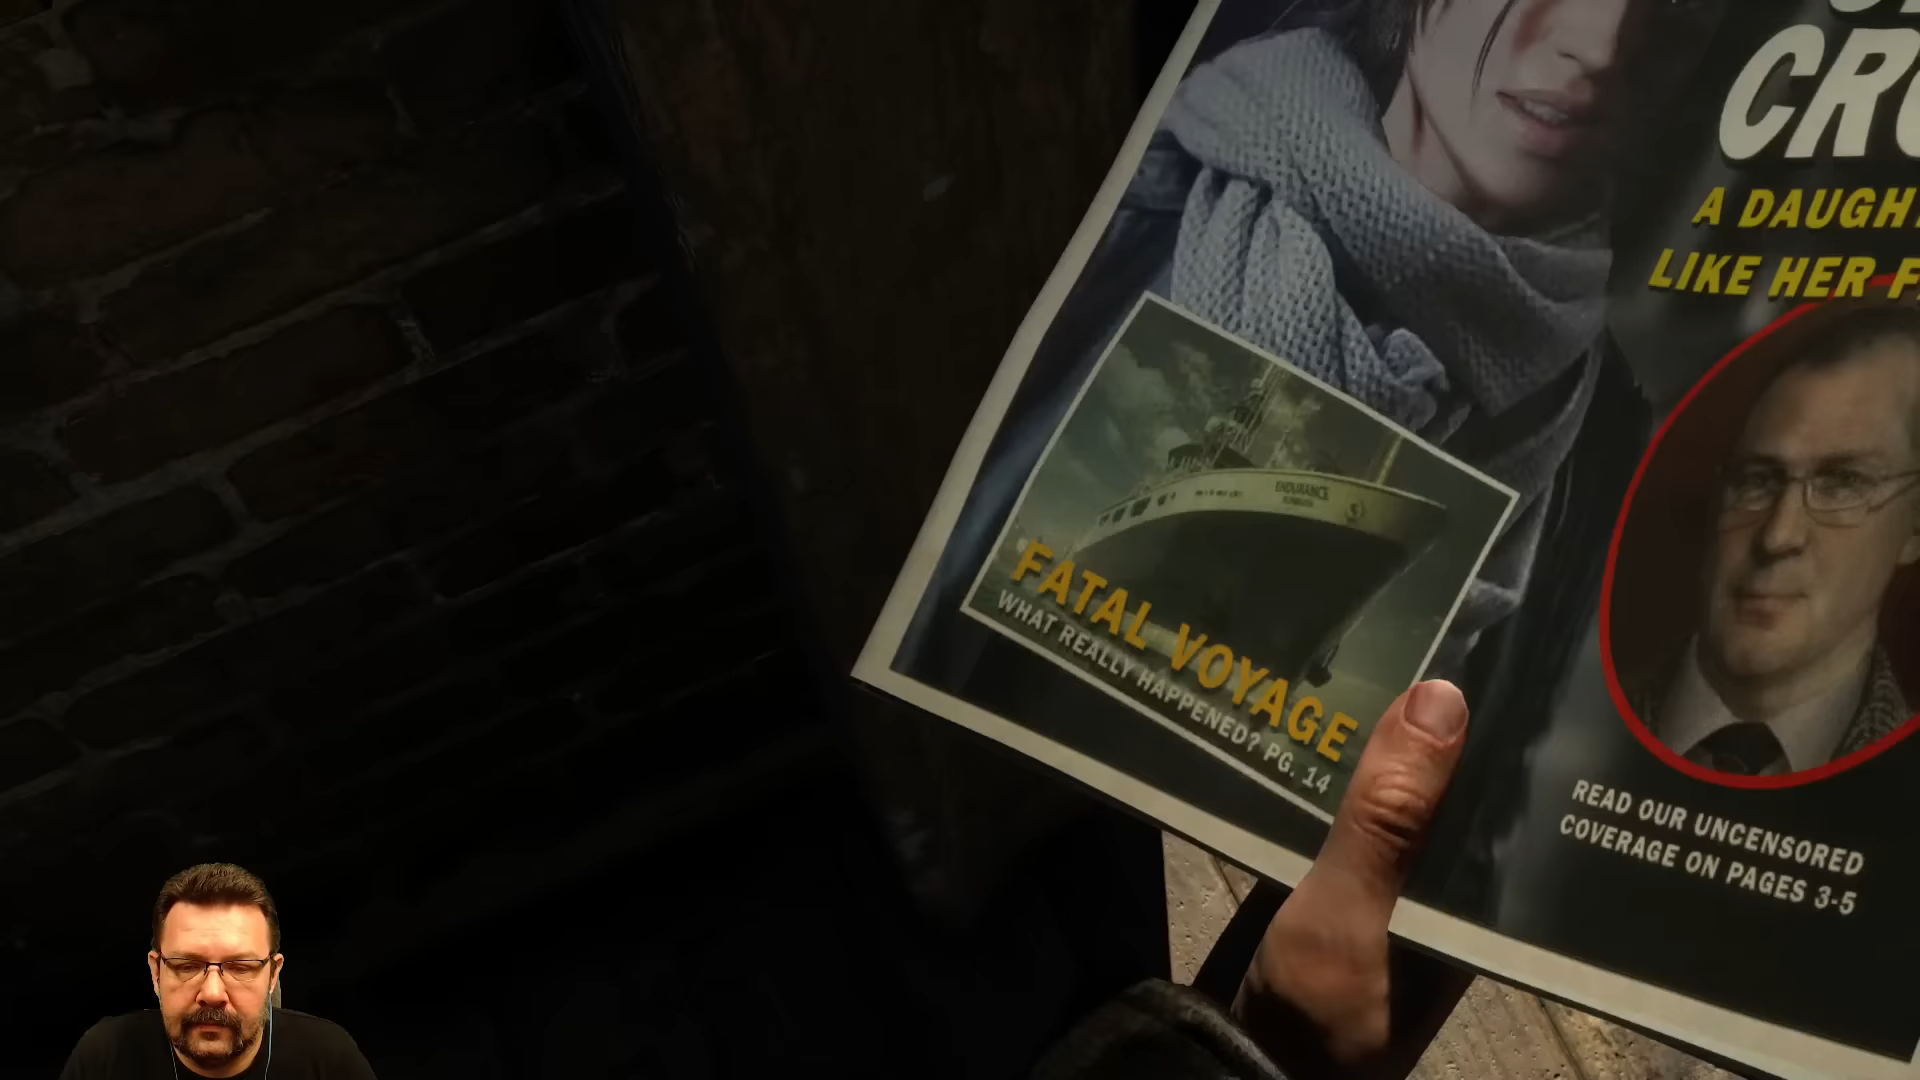 CR
A DAUGH
LIKE HER F
ENDURANCE
FATAL VOYAGE
WHAT REALLY HAPPENED? PG. 14
READ OUR UNCENSORED
COVERAGE ON PAGES 3-5